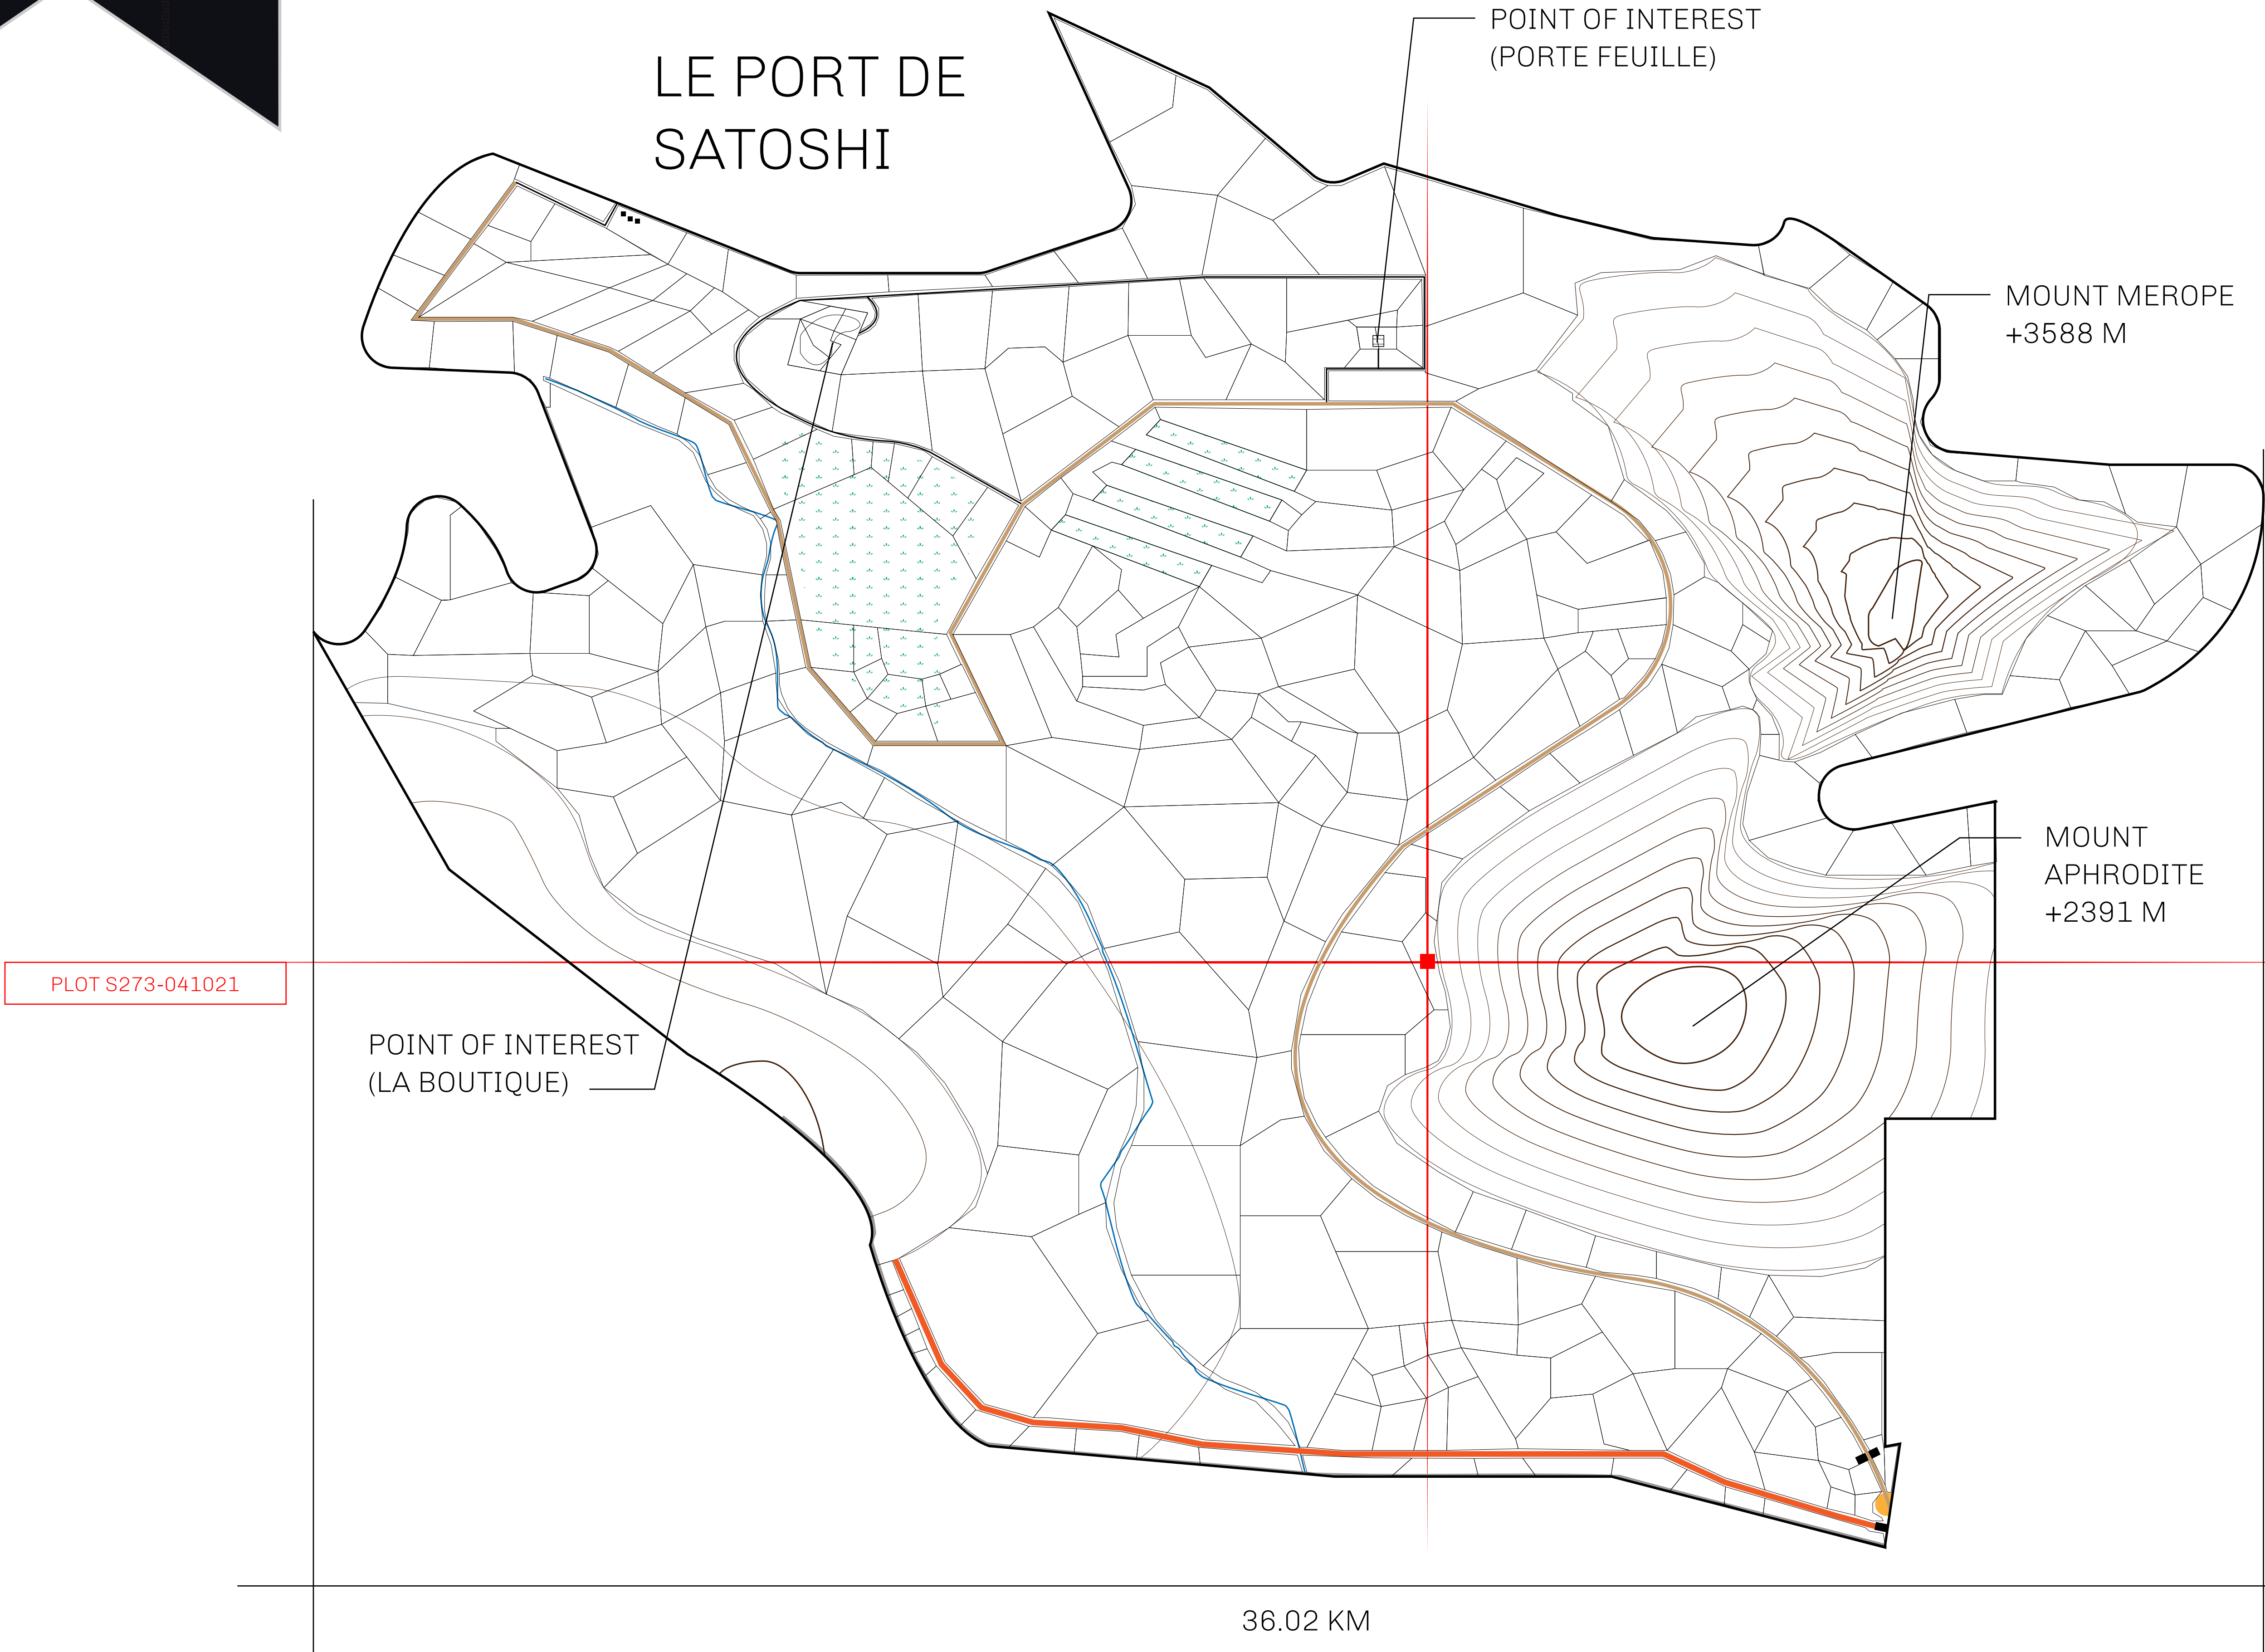 POINT OF INTEREST
(PORTE FEUILLE)
LE PORT DE
SATOSHI
MOUNT MEROPE
+3588 M
MOUNT
APHRODITE
+2391 M
PLOT S273-041021
POINT OF INTEREST
(LA BOUTIQUE)
36.02 KM